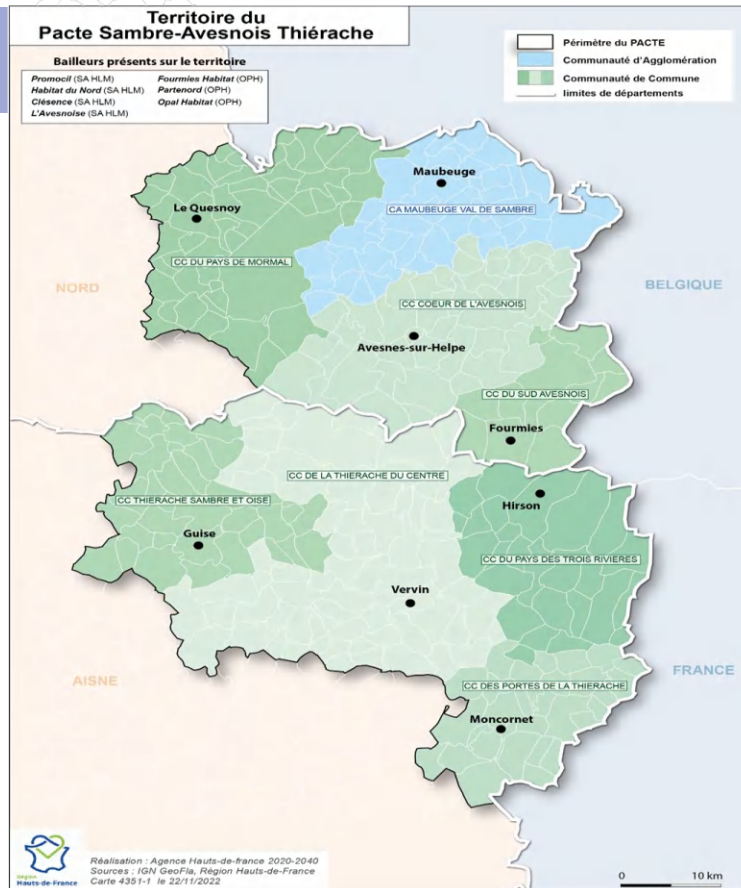 Territoire du
Pacte Sambre-Avesnois Thiérache
Bailleurs présents sur le territoire
Promocil (SA HLM)
Habitat du Nord (SA HLM)
Clésence (SA HLM)
L'Avesnoise (SA HLM)
Fourmies Habitat (OPH)
Partenord (OPH)
Opal Habitat (OPH)
Périmètre du PACTE
Communauté d'Agglomération
Communauté de Commune
limites de départements
Maubeuge
Le Quesnoy
CA MAUBEUGE VAL DE SAMBRE
CC DU PAYS DE MORMAL
NORD
BELGIQUE
CC COEUR DE L'AVESNOIS
Avesnes-sur-Helpe
CC DU SUD AVESNOIS
Fourmies
CC DE LA THIERACHE DU CENTRE
CC THIERACHE SAMBRE ET OISE
Hirson
Guise
CC DU PAYS DES TROIS RIVIERES
Vervin
AISNE
FRANCE
CC DES PORTES DE LA THIERACHE
Moncornet
Région
Hauts-de-France
Réalisation : Agence Hauts-de-france 2020-2040
Sources : IGN GeoFla, Région Hauts-de-France
Carte 4351-1 le 22/11/2022
0 10 km